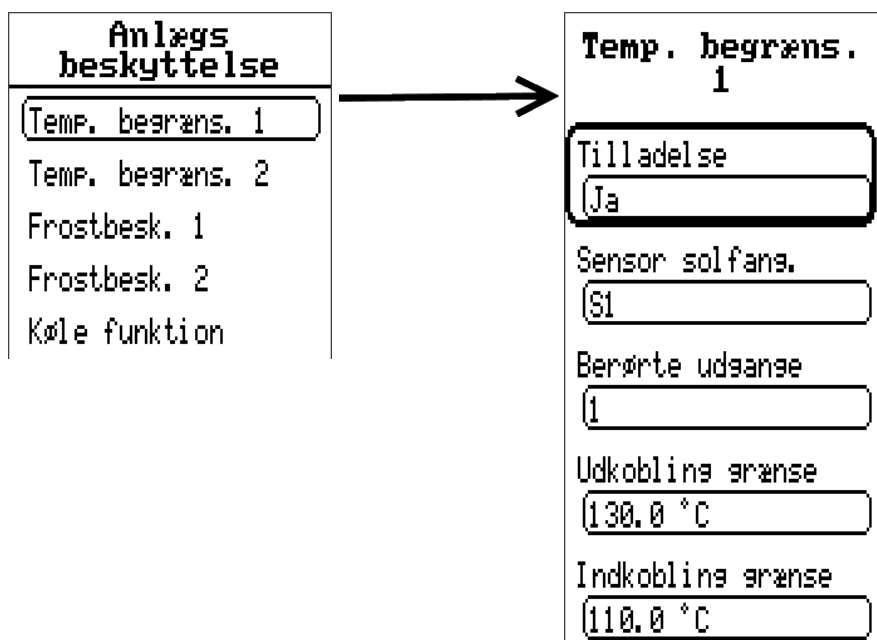 Anlægs
beskyttelse
Temp. begræns. 1
Temp. begræns. 2
Frostbesk. 1
Frostbesk. 2
Køle funktion
Temp. begræns.
1
Tilladelse
Ja
Sensor solfang.
S1
Berørte udgange
1
Udkobling grænse
130.0 °C
Indkobling grænse
110.0 °C